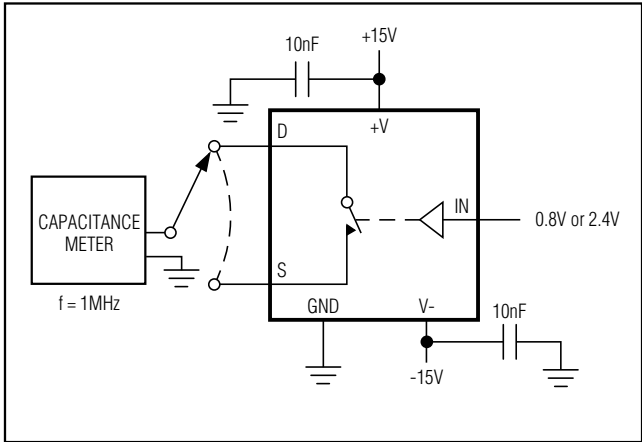 +15V
10nF
+V
D
IN
0.8V or 2.4V
CAPACITANCE
METER
S
f = 1MHz
GND
V-
10nF
-15V